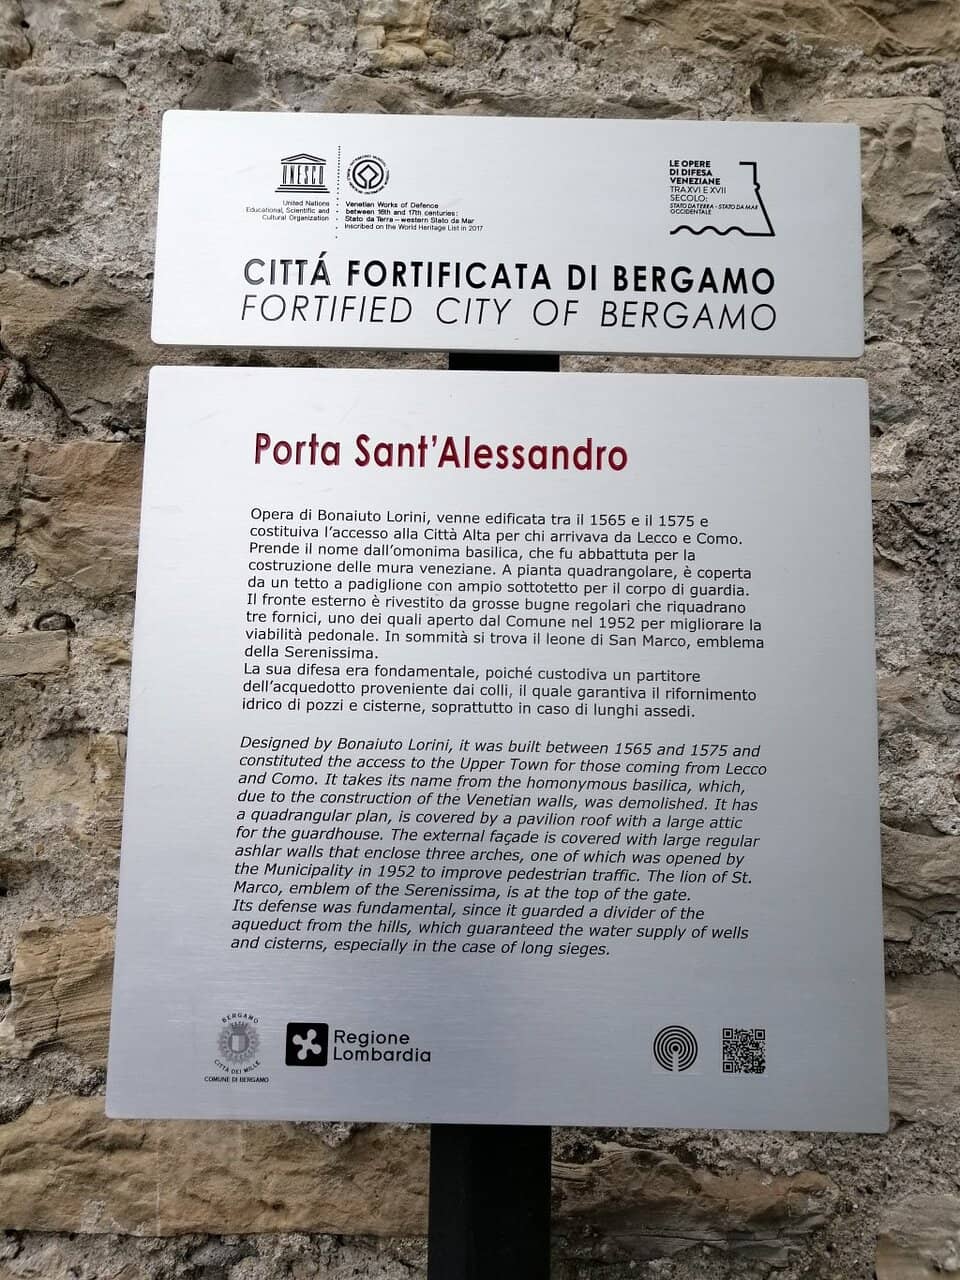 UNESCO
United Nations
Educational, Scientific and
Cultural Organization
Venetian Works of Defence
between 16th and 17th centuries:
Stato da Terra – western Stato da Mar
Inscribed on the World Heritage List in 2017
LE OPERE
DI DIFESA
VENEZIANE
TRA XVI E XVII
SECOLO:
STATO DA TERRA - STATO DA MAR
OCCIDENTALE
CITTÁ FORTIFICATA DI BERGAMO
FORTIFIED CITY OF BERGAMO
Porta Sant'Alessandro
Opera di Bonaiuto Lorini, venne edificata tra il 1565 e il 1575 e
costituiva l'accesso alla Città Alta per chi arrivava da Lecco e Como.
Prende il nome dall'omonima basilica, che fu abbattuta per la
costruzione delle mura veneziane. A pianta quadrangolare, è coperta
da un tetto a padiglione con ampio sottotetto per il corpo di guardia.
Il fronte esterno è rivestito da grosse bugne regolari che riquadrano
tre fornici, uno dei quali aperto dal Comune nel 1952 per migliorare la
viabilità pedonale. In sommità si trova il leone di San Marco, emblema
della Serenissima.
La sua difesa era fondamentale, poiché custodiva un partitore
dell'acquedotto proveniente dai colli, il quale garantiva il rifornimento
idrico di pozzi e cisterne, soprattutto in caso di lunghi assedi.
Designed by Bonaiuto Lorini, it was built between 1565 and 1575 and
constituted the access to the Upper Town for those coming from Lecco
and Como. It takes its name from the homonymous basilica, which,
due to the construction of the Venetian walls, was demolished. It has
a quadrangular plan, is covered by a pavilion roof with a large attic
for the guardhouse. The external façade is covered with large regular
ashlar walls that enclose three arches, one of which was opened by
the Municipality in 1952 to improve pedestrian traffic. The lion of St.
Marco, emblem of the Serenissima, is at the top of the gate.
Its defense was fundamental, since it guarded a divider of the
aqueduct from the hills, which guaranteed the water supply of wells
and cisterns, especially in the case of long sieges.
BERGAMO
CITTÀ DEI MILLE
COMUNE DI BERGAMO
Regione
Lombardia